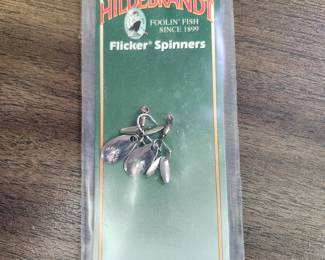 HILDEBRANDT
FOOLIN' FISH
SINCE 1899
Flicker® Spinners